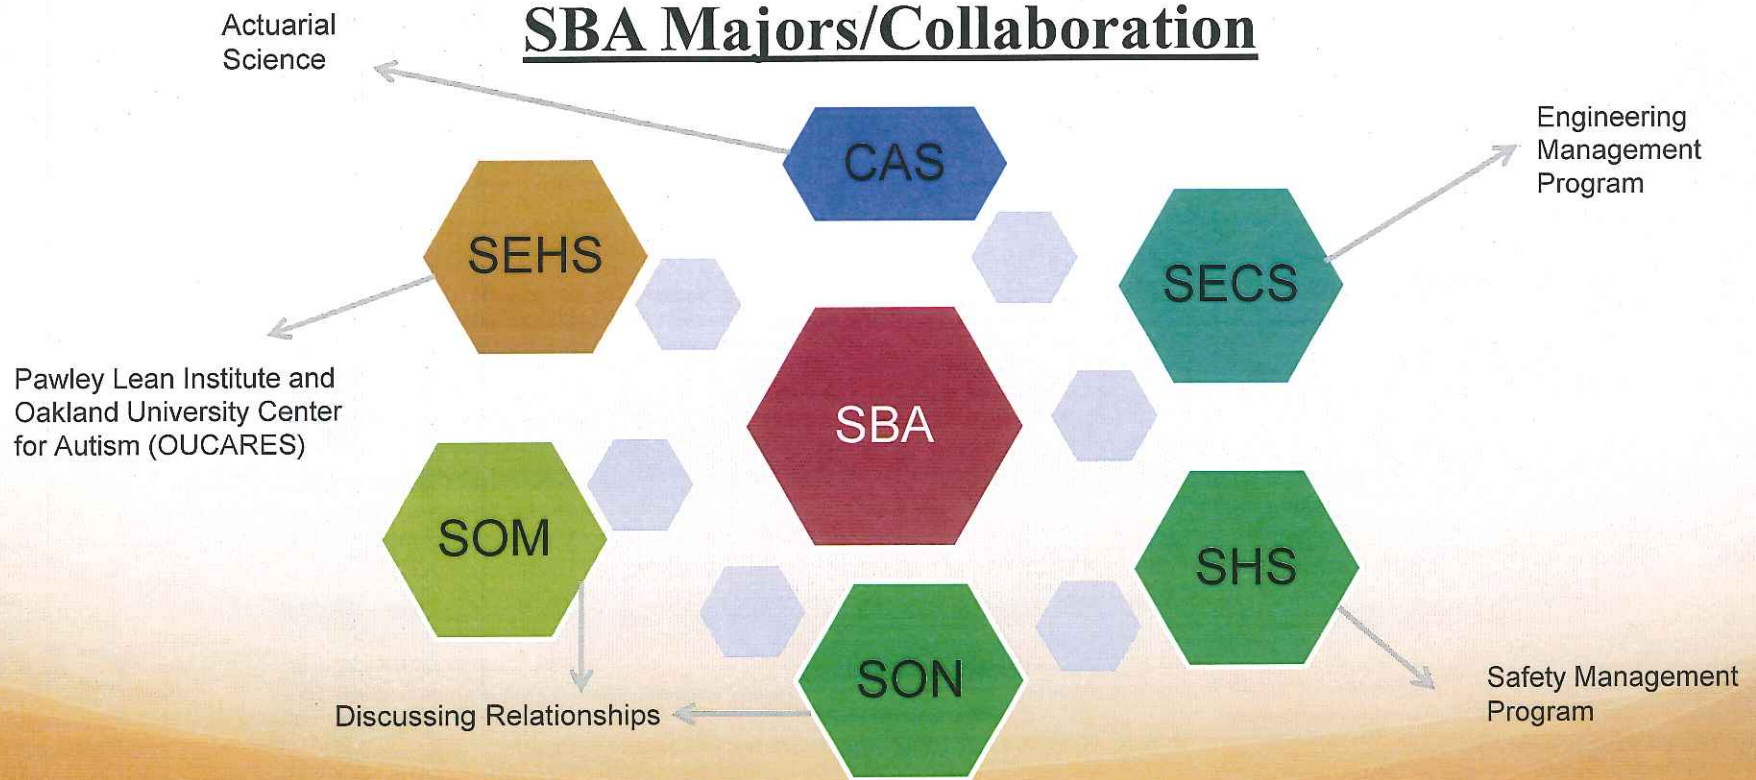 SBA Majors/Collaboration
Actuarial
Science
CAS
Engineering
Management
Program
SEHS
SECS
Pawley Lean Institute and
Oakland University Center
for Autism (OUCARES)
SBA
SOM
SHS
SON
Discussing Relationships
Safety Management
Program